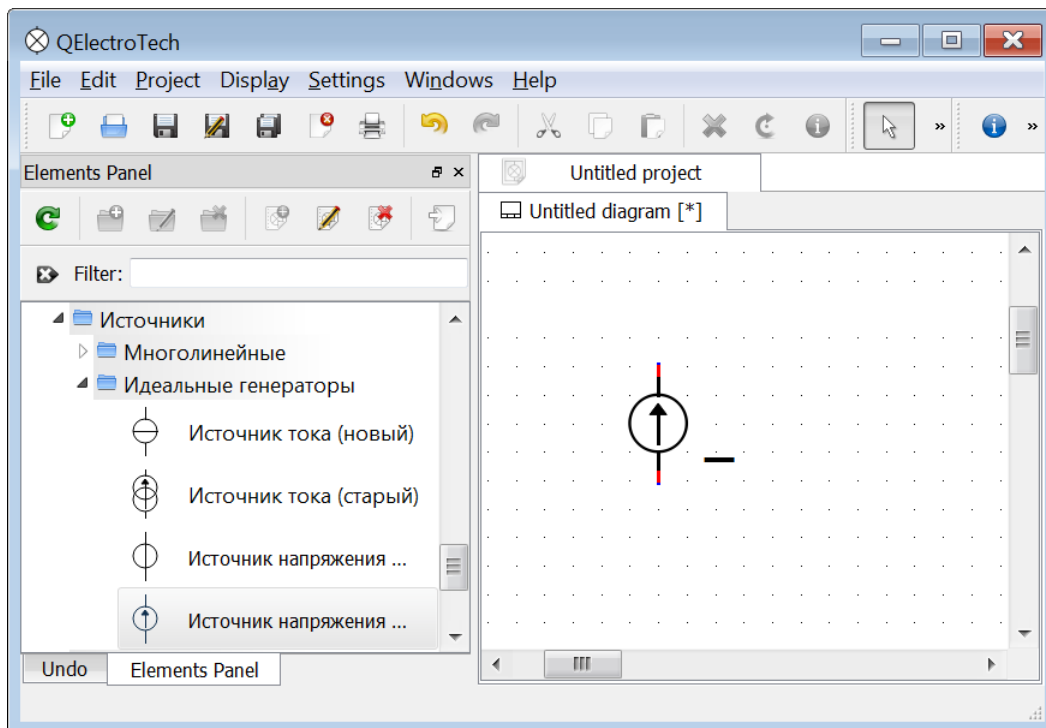 QElectroTech
File Edit Project Display Settings Windows Help
Elements Panel
Untitled project
Untitled diagram [*]
Filter:
Источники
Многолинейные
Идеальные генераторы
Источник тока (новый)
Источник тока (старый)
Источник напряжения ...
Источник напряжения ...
Undo Elements Panel